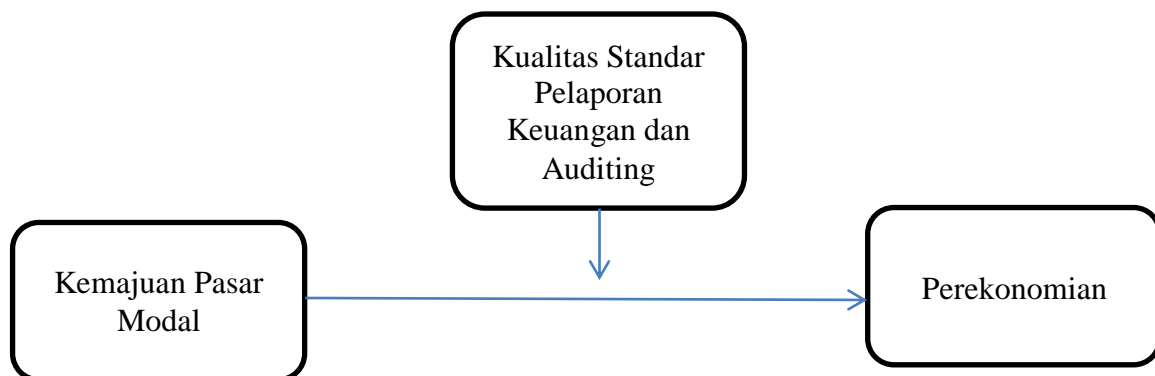 Kualitas Standar
Pelaporan
Keuangan dan
Auditing
Kemajuan Pasar
Modal
Perekonomian